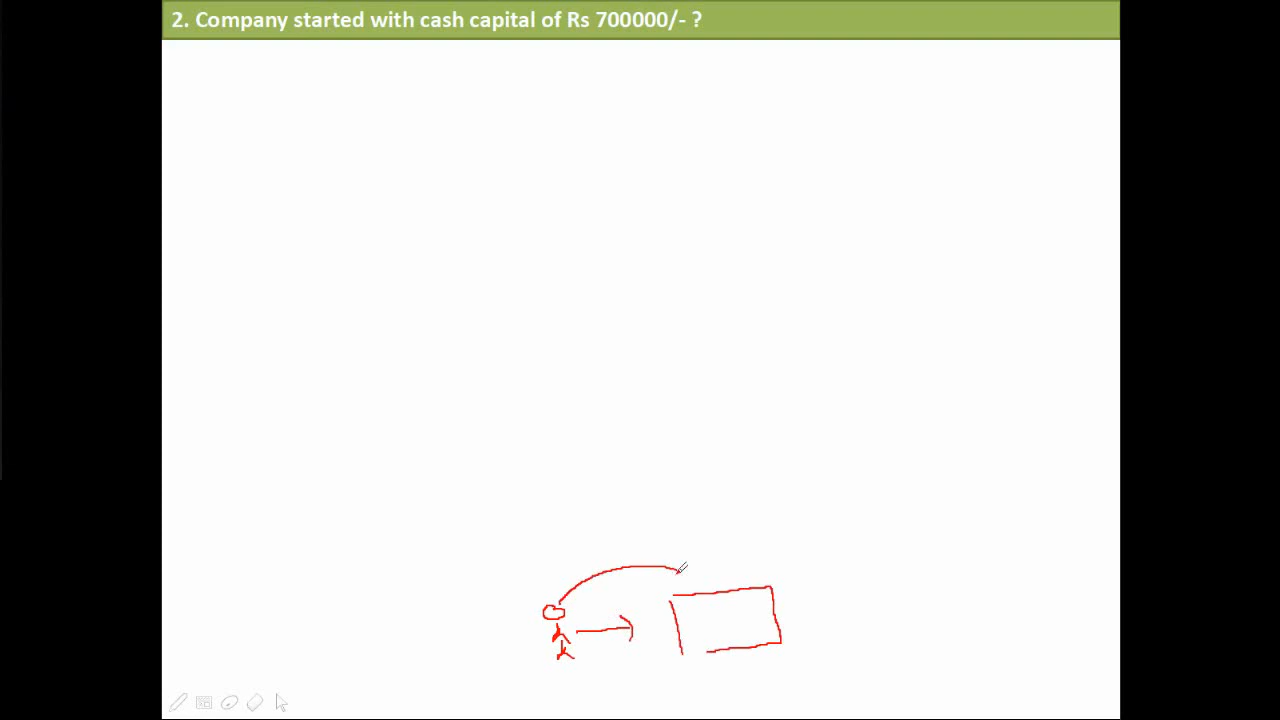 2. Company started with cash capital of Rs 700000/- ?